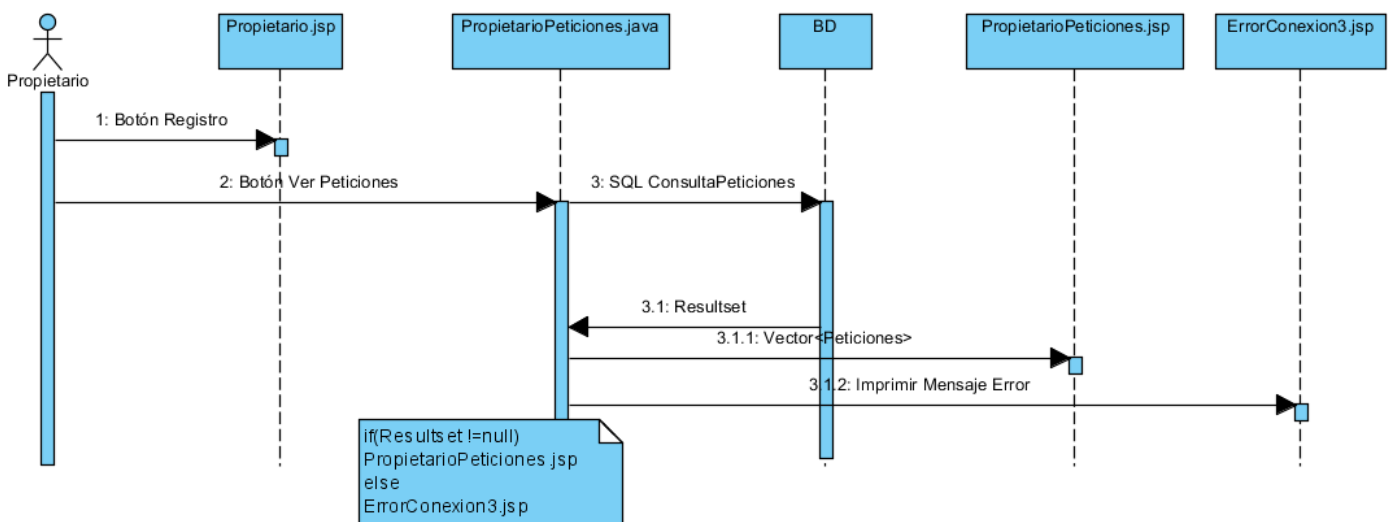 Propietario.jsp
PropietarioPeticiones.java
BD
PropietarioPeticiones.jsp
ErrorConexion3.jsp
Propietario
1: Botón Registro
2: Botón Ver Peticiones
3: SQL ConsultaPeticiones
3.1: Resultset
3.1.1: Vector<Peticiones>
3.1.2: Imprimir Mensaje Error
if(Resultset !=null)
PropietarioPeticiones.jsp
else
ErrorConexion3.jsp